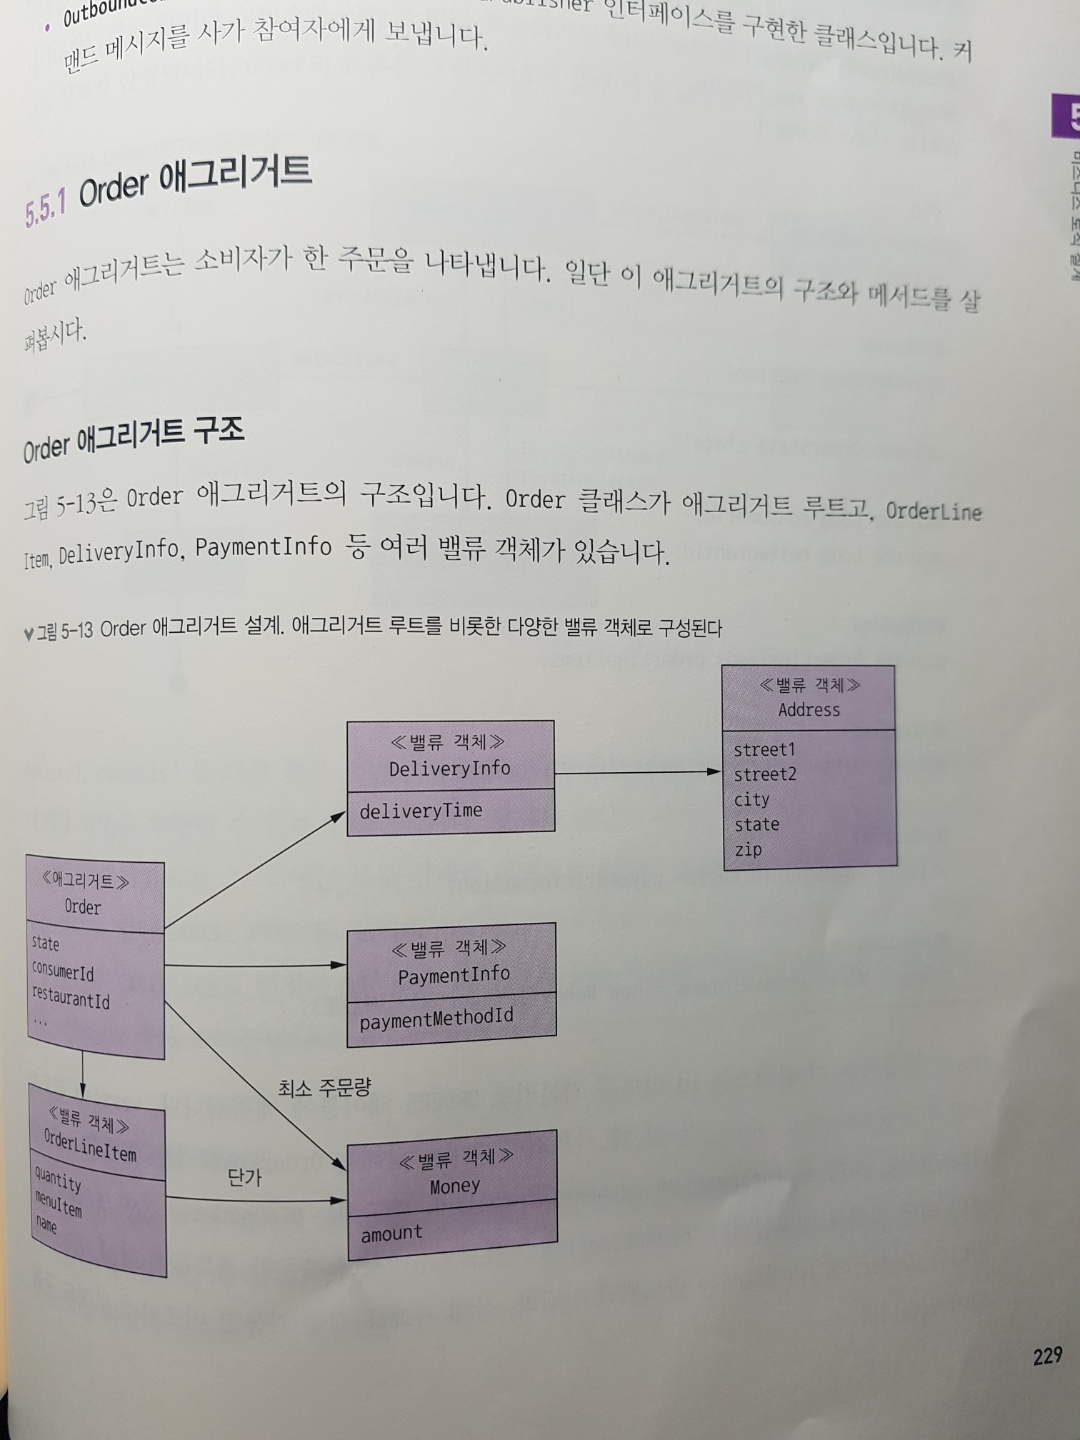 맨드 메시지를 사가 참여자에게 보냅니다.
인터페이스를 구현한 클래스입니다. 커
5.5.1 Order 애그리거트
Order 애그리거트는 소비자가 한 주문을 나타냅니다. 일단 이 애그리거트의 구조와 메서드를 살
펴봅시다.
Order 애그리거트 구조
그림 5-13은 Order 애그리거트의 구조입니다. Order 클래스가 애그리거트 루트고, OrderLine
Item, DeliveryInfo, PaymentInfo 등 여러 밸류 객체가 있습니다.
♥ 그림 5-13 Order 애그리거트 설계. 애그리거트 루트를 비롯한 다양한 밸류 객체로 구성된다
≪밸류 객체≫
Address
street1
street2
city
state
zip
≪밸류 객체≫
DeliveryInfo
deliveryTime
≪애그리거트≫
Order
state
consumerId
restaurantId
...
≪밸류 객체≫
PaymentInfo
paymentMethodId
최소 주문량
≪밸류 객체≫
OrderLineItem
quantity
menuItem
name
단가
≪밸류 객체≫
Money
amount
5
비즈니스 로직 설계
229